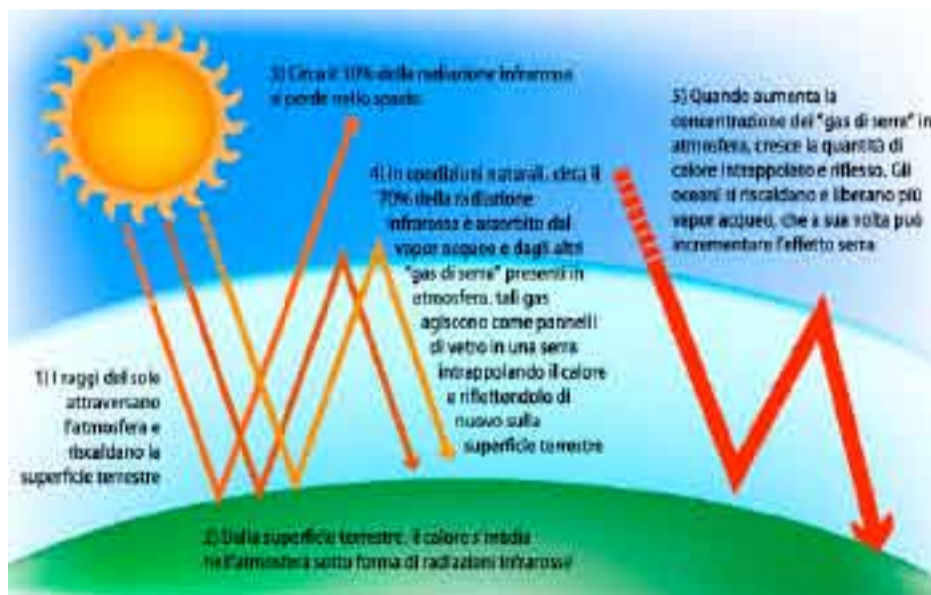 1) I raggi del sole
attraversano
l'atmosfera e
riscaldano la
superficie terrestre
2) Dalla superficie terrestre, il calore s'irradia
nell'atmosfera sotto forma di radiazioni infrarosse
3) Circa il 30% della radiazione infrarossa
si perde nello spazio
4) In condizioni naturali, circa il
70% della radiazione
infrarossa è assorbito dal
vapor acqueo e dagli altri
"gas di serra" presenti in
atmosfera, tali gas
agiscono come pannelli
di vetro in una serra
intrappolando il calore
e riflettendolo di
nuovo sulla
superficie terrestre
5) Quando aumenta la
concentrazione dei "gas di serra" in
atmosfera, cresce la quantità di
calore intrappolato e riflesso. Gli
oceani si riscaldano e liberano più
vapor acqueo, che a sua volta può
incrementare l'effetto serra